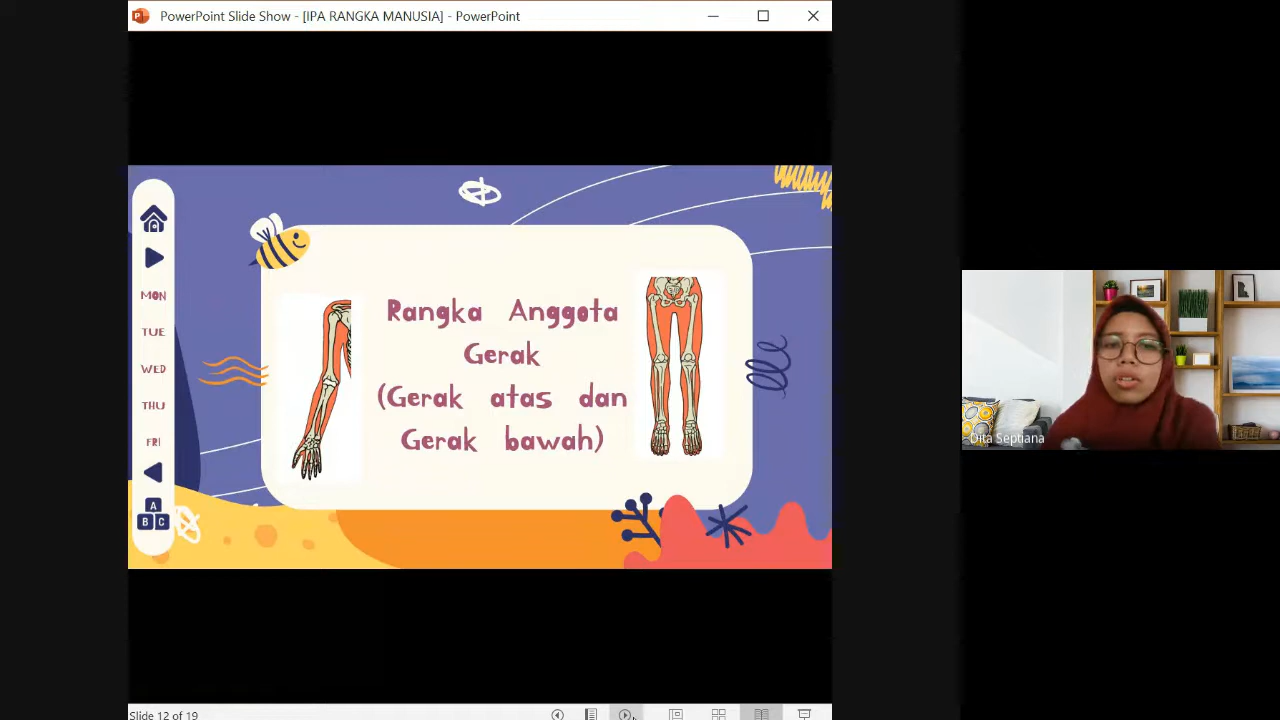 PowerPoint Slide Show - [IPA RANGKA MANUSIA] - PowerPoint
MON
TUE
WED
THU
FRI
A
B C
Rangka Anggota
Gerak
(Gerak atas dan
Gerak bawah)
Dita Septiana
Slide 12 of 19